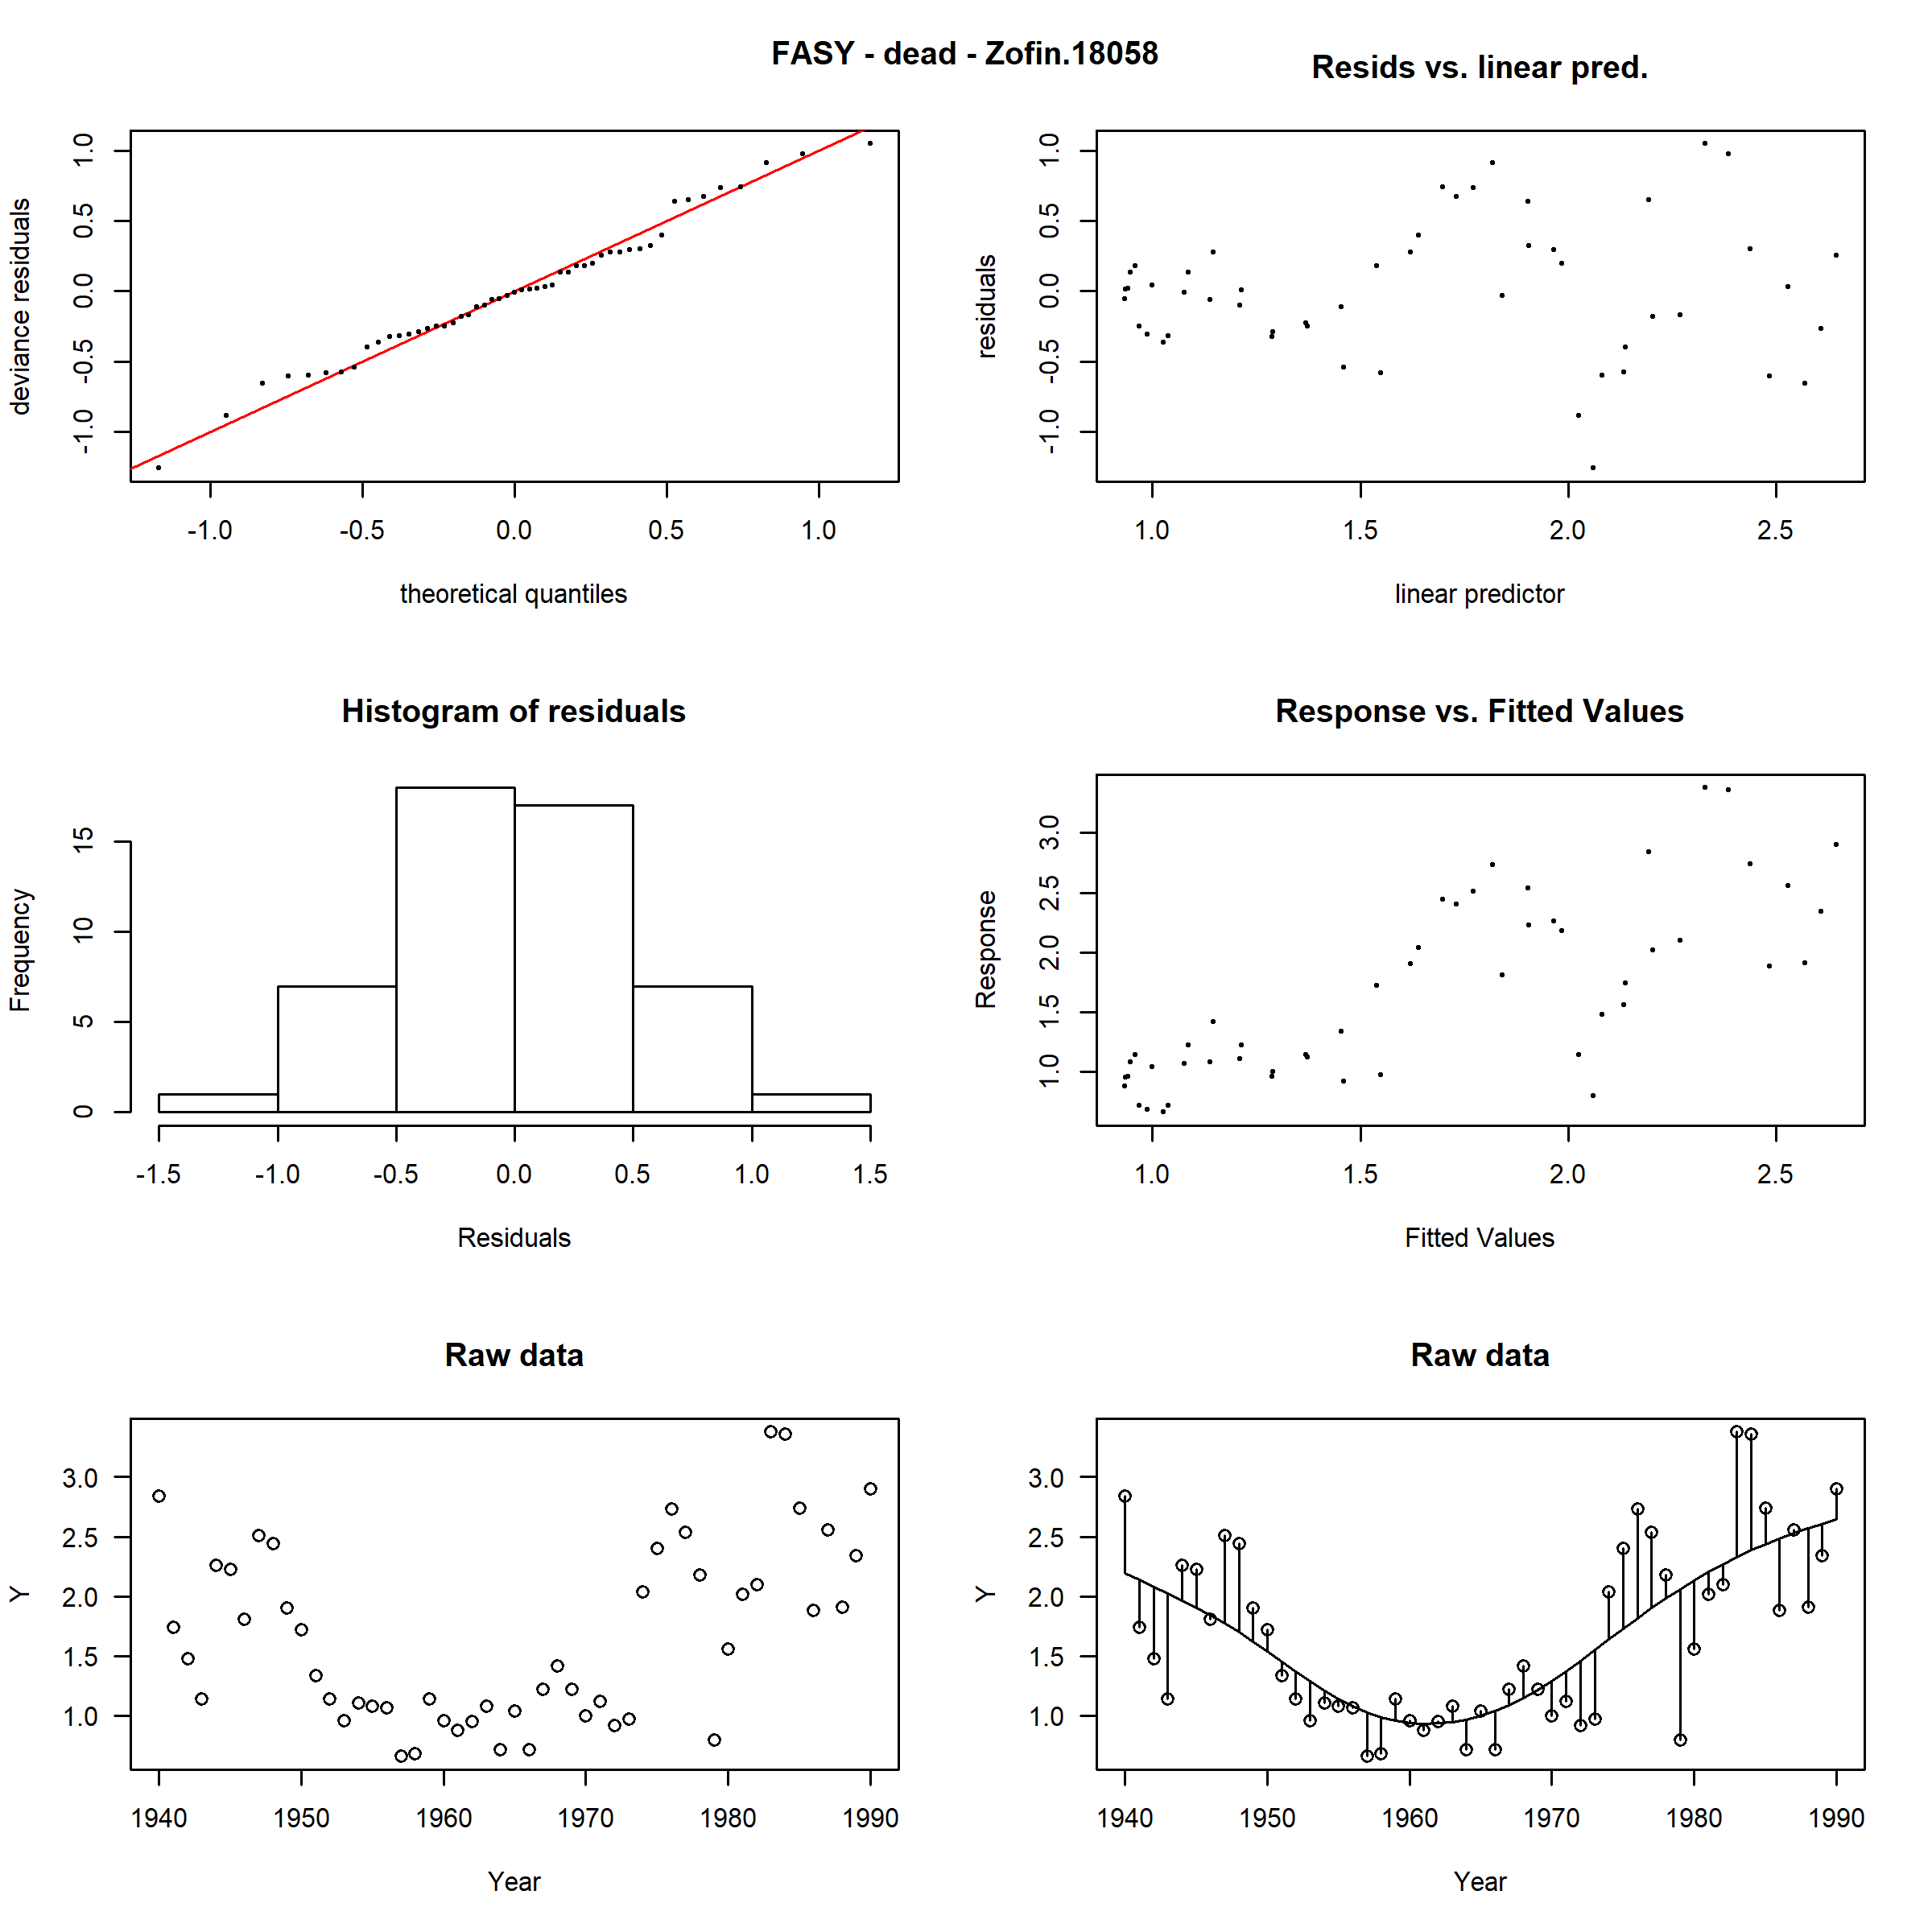 FASY - dead - Zofin.18058
Resids vs. linear pred.
deviance residuals
-1.0 -0.5 0.0 0.5 1.0
-1.0 -0.5 0.0 0.5 1.0
theoretical quantiles
residuals
-1.0 -0.5 0.0 0.5 1.0
1.0 1.5 2.0 2.5
linear predictor
Histogram of residuals
Frequency
0 5 10 15
-1.5 -1.0 -0.5 0.0 0.5 1.0 1.5
Residuals
Response vs. Fitted Values
Response
1.0 1.5 2.0 2.5 3.0
1.0 1.5 2.0 2.5
Fitted Values
Raw data
Y
3.0
2.5
2.0
1.5
1.0
1940 1950 1960 1970 1980 1990
Year
Raw data
Y
3.0
2.5
2.0
1.5
1.0
1940 1950 1960 1970 1980 1990
Year